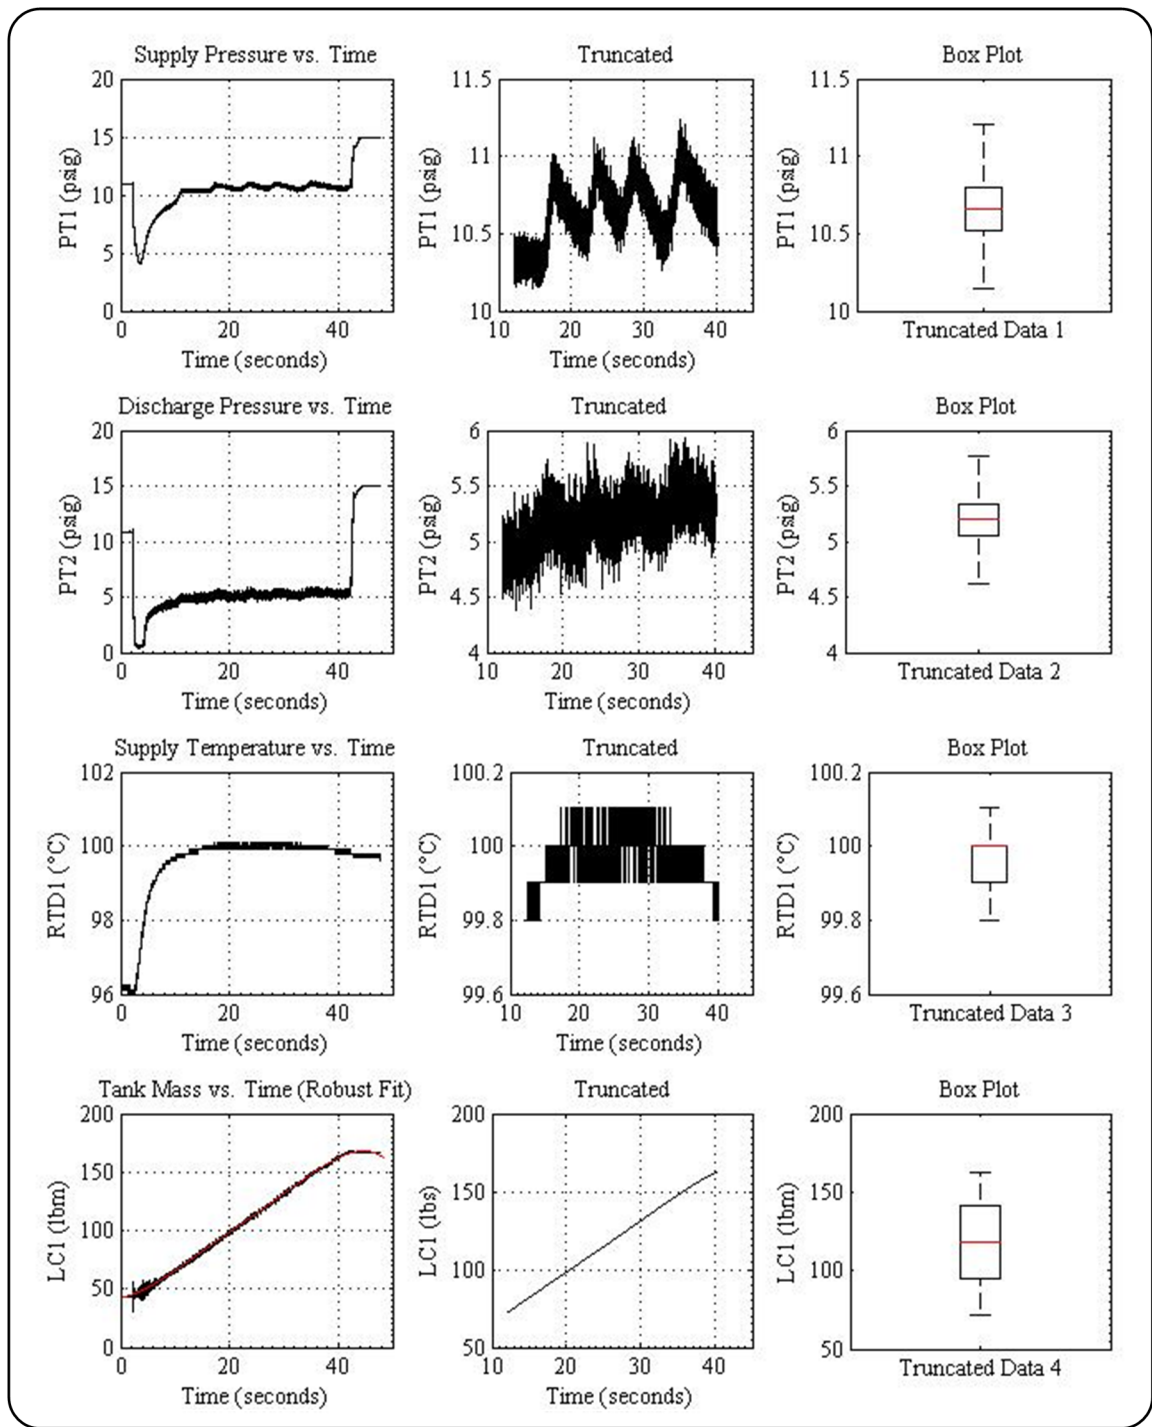 Supply Pressure vs. Time
Truncated
Box Plot
PT1 (psig)
20
15
10
5
0
0 20 40
Time (seconds)
PT1 (psig)
11.5
11
10.5
10
10 20 30 40
Time (seconds)
PT1 (psig)
11.5
11
10.5
10
Truncated Data 1
Discharge Pressure vs. Time
Truncated
Box Plot
PT2 (psig)
20
15
10
5
0
0 20 40
Time (seconds)
PT2 (psig)
6
5.5
5
4.5
4
10 20 30 40
Time (seconds)
PT2 (psig)
6
5.5
5
4.5
4
Truncated Data 2
Supply Temperature vs. Time
Truncated
Box Plot
RTD1 (°C)
102
100
98
96
0 20 40
Time (seconds)
RTD1 (°C)
100.2
100
99.8
99.6
10 20 30 40
Time (seconds)
RTD1 (°C)
100.2
100
99.8
99.6
Truncated Data 3
Tank Mass vs. Time (Robust Fit)
Truncated
Box Plot
LC1 (lbm)
200
150
100
50
0
0 20 40
Time (seconds)
LC1 (lbs)
200
150
100
50
10 20 30 40
Time (seconds)
LC1 (lbm)
200
150
100
50
Truncated Data 4